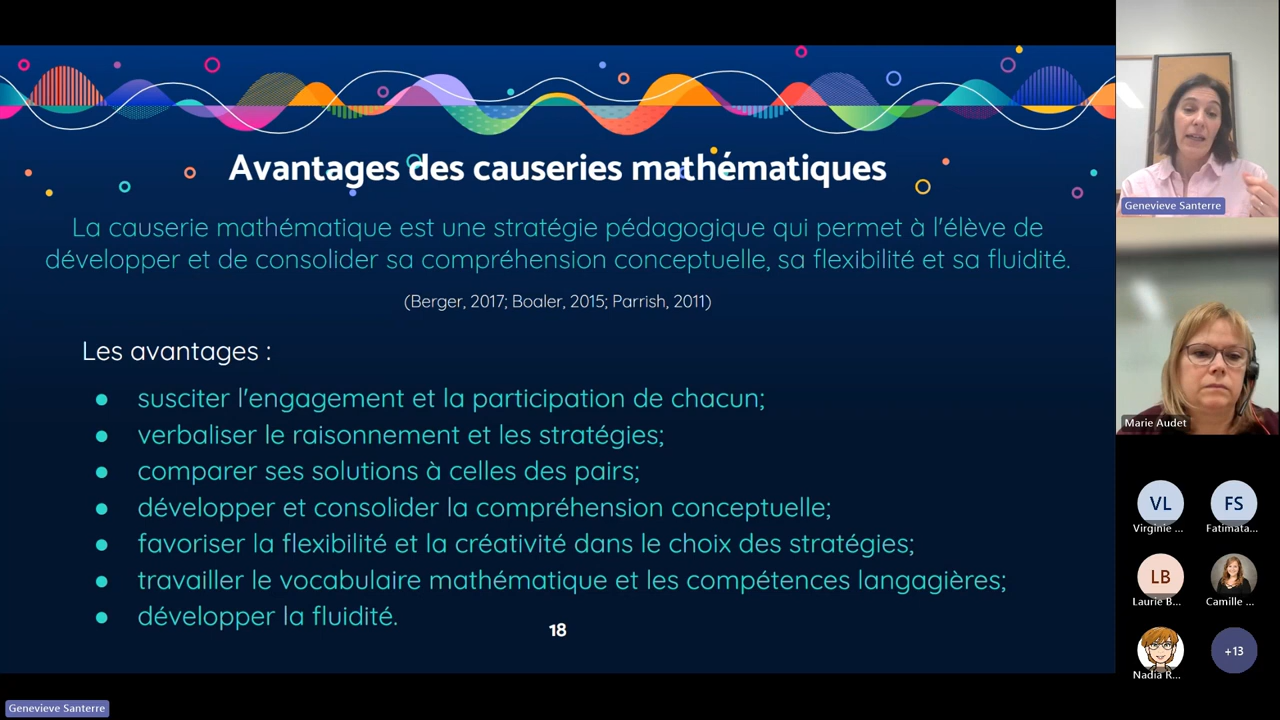 Avantages des causeries mathématiques
La causerie mathématique est une stratégie pédagogique qui permet à l'élève de
développer et de consolider sa compréhension conceptuelle, sa flexibilité et sa fluidité.
(Berger, 2017; Boaler, 2015; Parrish, 2011)
Les avantages :
● susciter l'engagement et la participation de chacun;
● verbaliser le raisonnement et les stratégies;
● comparer ses solutions à celles des pairs;
● développer et consolider la compréhension conceptuelle;
● favoriser la flexibilité et la créativité dans le choix des stratégies;
● travailler le vocabulaire mathématique et les compétences langagières;
● développer la fluidité.
18
Genevieve Santerre
Genevieve Santerre
Marie Audet
VL
Virginie ...
FS
Fatimata...
LB
Laurie B...
Camille ...
Nadia R...
+13